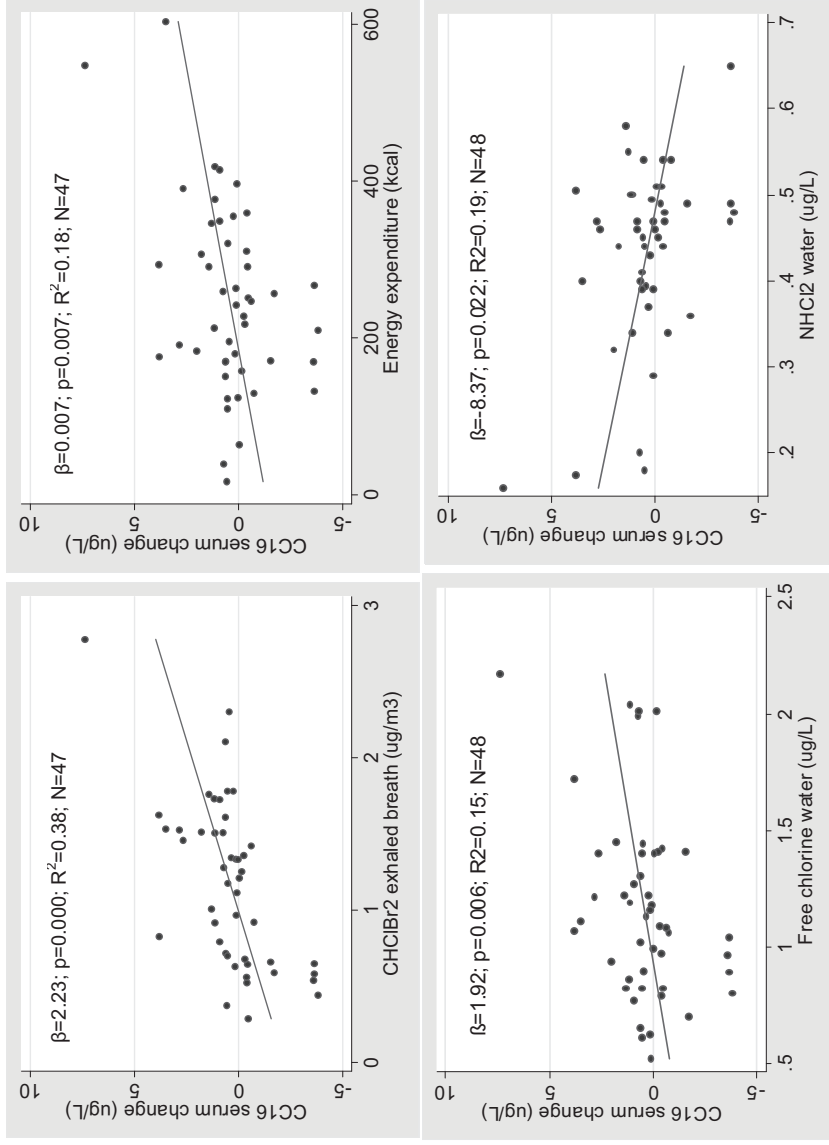 β=2.23; p=0.000; R²=0.38; N=47
CC16 serum change (ug/L)
10
5
0
-5
0
1
2
3
CHClBr2 exhaled breath (ug/m3)
β=0.007; p=0.007; R²=0.18; N=47
CC16 serum change (ug/L)
10
5
0
-5
0
200
400
600
Energy expenditure (kcal)
ß=1.92; p=0.006; R2=0.15; N=48
CC16 serum change (ug/L)
10
5
0
-5
.5
1
1.5
2
2.5
Free chlorine water (ug/L)
ß=-8.37; p=0.022; R2=0.19; N=48
CC16 serum change (ug/L)
10
5
0
-5
.2
.3
.4
.5
.6
.7
NHCl2 water (ug/L)